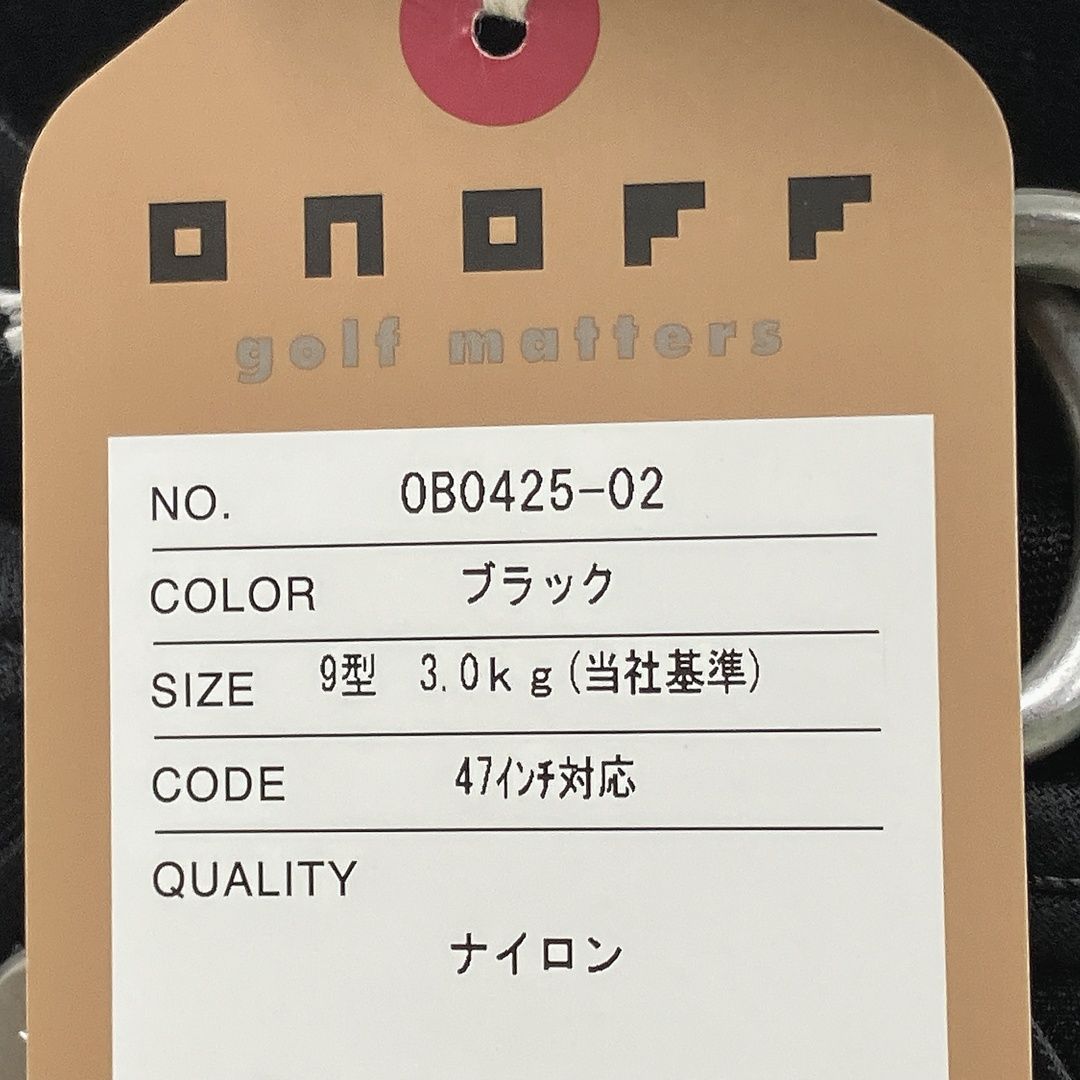 onoff
golf matters
NO. OB0425-02
COLOR ブラック
SIZE 9型 3.0kg(当社基準)
CODE 47ｲﾝﾁ対応
QUALITY
ナイロン